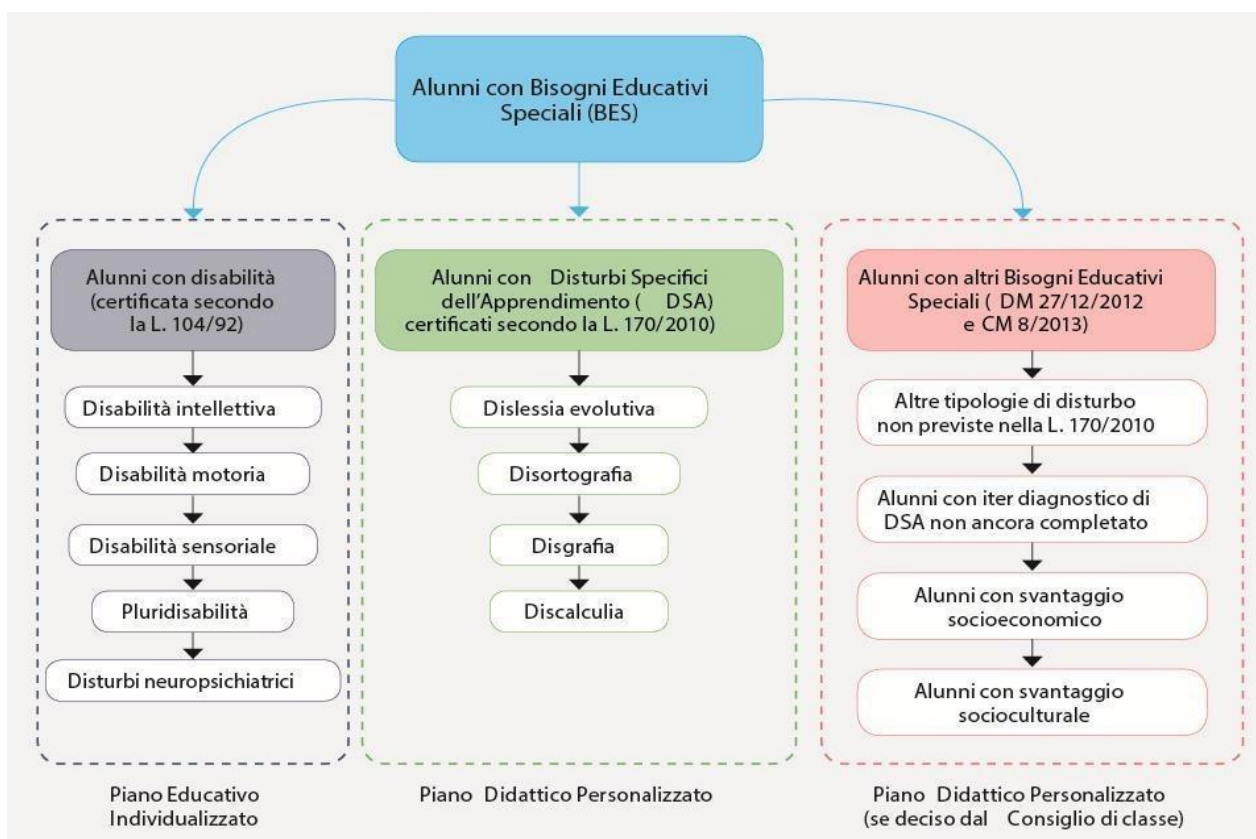 Alunni con Bisogni Educativi
Speciali (BES)
Alunni con disabilità
(certificata secondo
la L. 104/92)
Disabilità intellettiva
Disabilità motoria
Disabilità sensoriale
Pluridisabilità
Disturbi neuropsichiatrici
Piano Educativo
Individualizzato
Alunni con Disturbi Specifici
dell'Apprendimento ( DSA)
certificati secondo la L. 170/2010)
Dislessia evolutiva
Disortografia
Disgrafia
Discalculia
Piano Didattico Personalizzato
Alunni con altri Bisogni Educativi
Speciali ( DM 27/12/2012
e CM 8/2013)
Altre tipologie di disturbo
non previste nella L. 170/2010
Alunni con iter diagnostico di
DSA non ancora completato
Alunni con svantaggio
socioeconomico
Alunni con svantaggio
socioculturale
Piano Didattico Personalizzato
(se deciso dal Consiglio di classe)